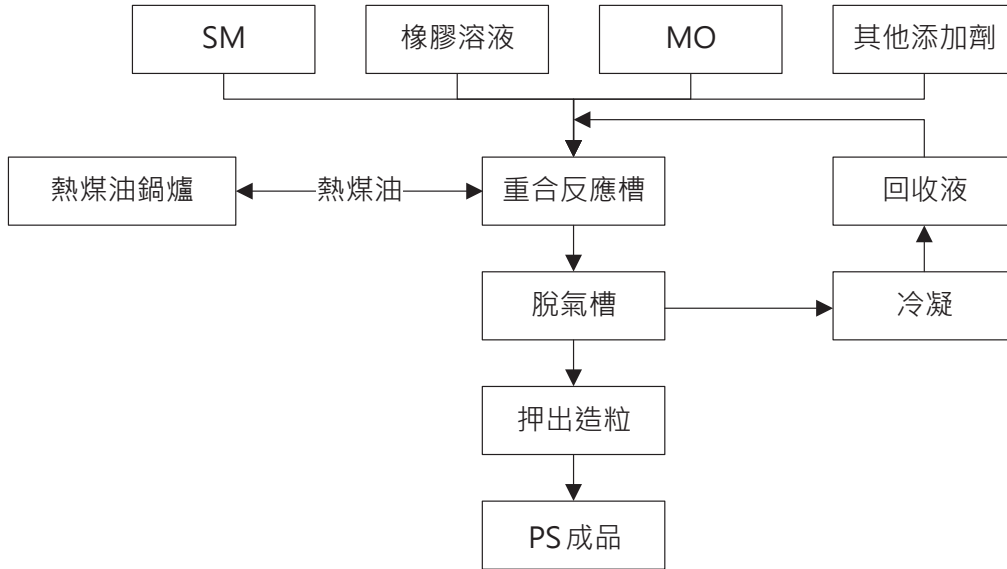 SM
橡膠溶液
MO
其他添加劑
熱煤油鍋爐
熱煤油
重合反應槽
回收液
脫氣槽
冷凝
押出造粒
PS成品